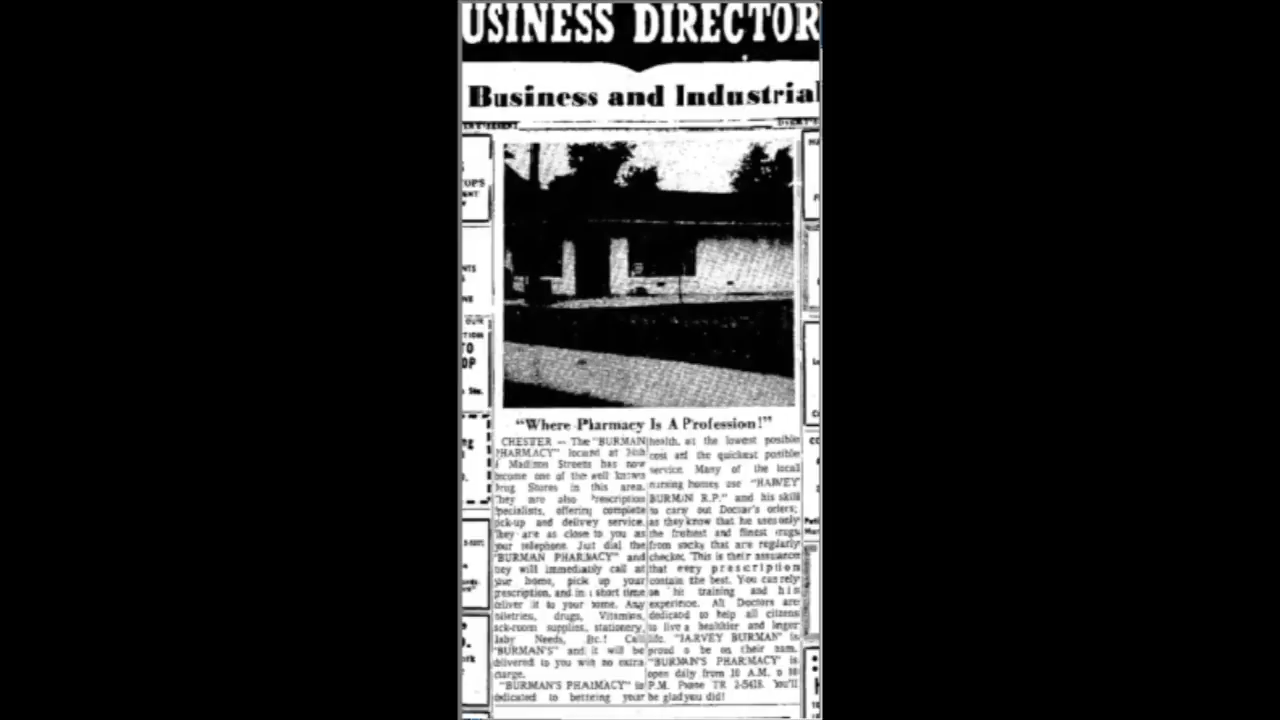 USINESS DIRECTOR
Business and Industrial
"Where Pharmacy Is A Profession!"
CHESTER — The "BURMAN
PHARMACY" located at 24th
& Madison Streets has now
become one of the well known
Drug Stores in this area.
They are also Prescription
Specialists, offering complete
pick-up and delivery service.
They are as close to you as
your telephone. Just dial the
"BURMAN PHARMACY" and
they will immediately call at
your home, pick up your
prescription, and in a short time
deliver it to your home. Any
toiletries, drugs, Vitamins,
sick-room supplies, stationery,
Baby Needs, Etc.! Call
"BURMAN'S" and it will be
delivered to you with no extra
charge.
"BURMAN'S PHARMACY" is
dedicated to bettering your
health, at the lowest possible
cost and the quickest possible
service. Many of the local
nursing homes use "HARVEY
BURMAN R.P." and his skill
to carry out Doctor's orders;
as they know that he uses only
the freshest and finest drugs
from stocks that are regularly
checked. This is their assurance
that every prescription
contain the best. You can rely
on his training and his
experience. All Doctors are
dedicated to help all citizens
to live a healthier and longer
life. "HARVEY BURMAN" is
proud to be on their team.
"BURMAN'S PHARMACY" is
open daily from 10 A.M. to 10
P.M. Phone TR 2-5418. You'll
be glad you did!